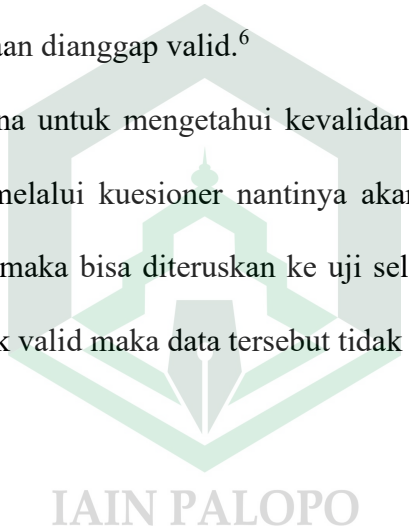 aan dianggap valid.6
na untuk mengetahui kevalidan
melalui kuesioner nantinya akan
maka bisa diteruskan ke uji sel
k valid maka data tersebut tidak
IAIN PALOPO